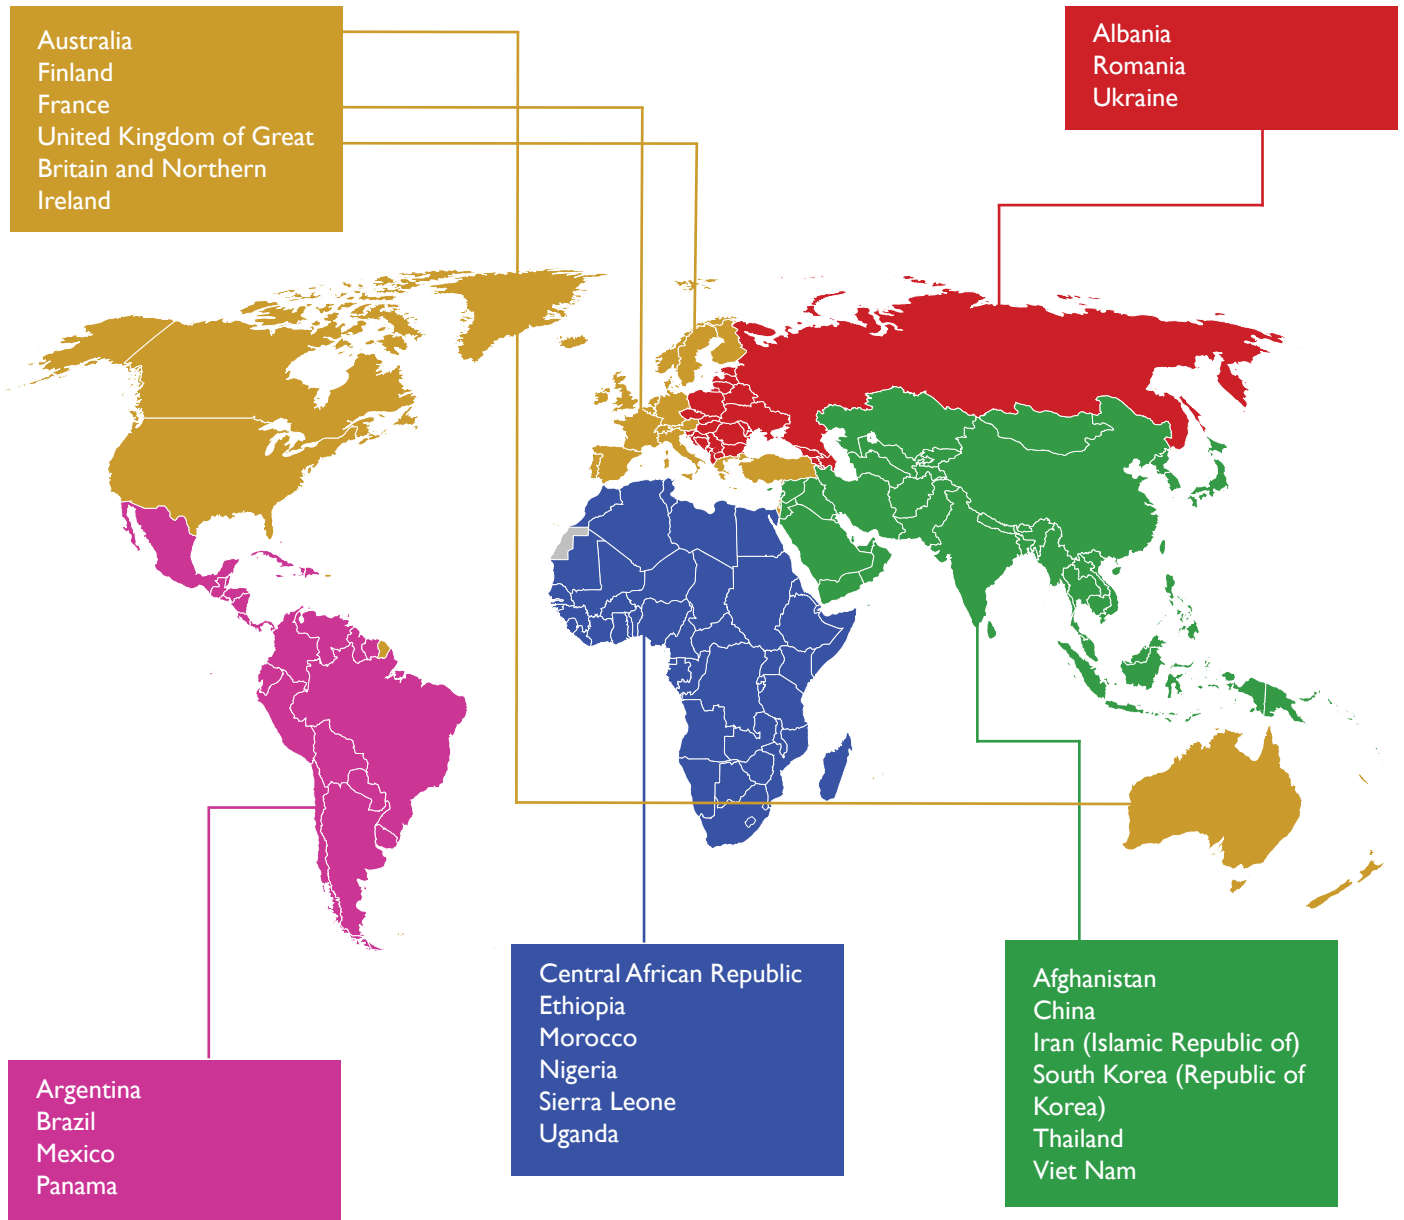 Australia
Finland
France
United Kingdom of Great
Britain and Northern
Ireland
Albania
Romania
Ukraine
Argentina
Brazil
Mexico
Panama
Central African Republic
Ethiopia
Morocco
Nigeria
Sierra Leone
Uganda
Afghanistan
China
Iran (Islamic Republic of)
South Korea (Republic of
Korea)
Thailand
Viet Nam